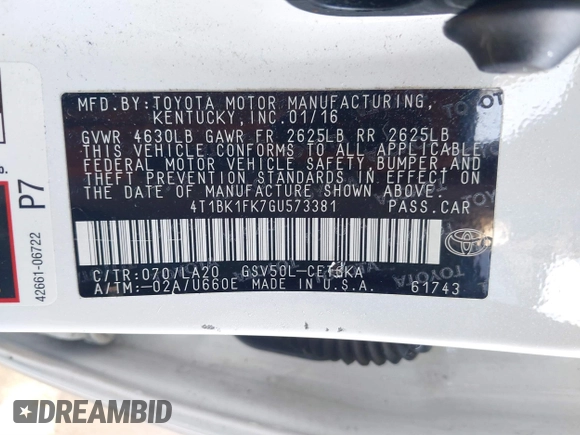 MFD.BY:TOYOTA MOTOR MANUFACTURING,
KENTUCKY,INC.01/16
GVWR 4630LB GAWR FR 2625LB RR 2625LB
THIS VEHICLE CONFORMS TO ALL APPLICABLE
FEDERAL MOTOR VEHICLE SAFETY,BUMPER,AND
THEFT PREVENTION STANDARDS IN EFFECT ON
THE DATE OF MANUFACTURE SHOWN ABOVE.
4T1BK1FK7GU573381 PASS.CAR
C/TR:070/LA20 GSV50L-CETGKA
A/TM:-02A/U660E MADE IN U.S.A. 61743
TOYOTA
P7
42661-06722
DREAMBID